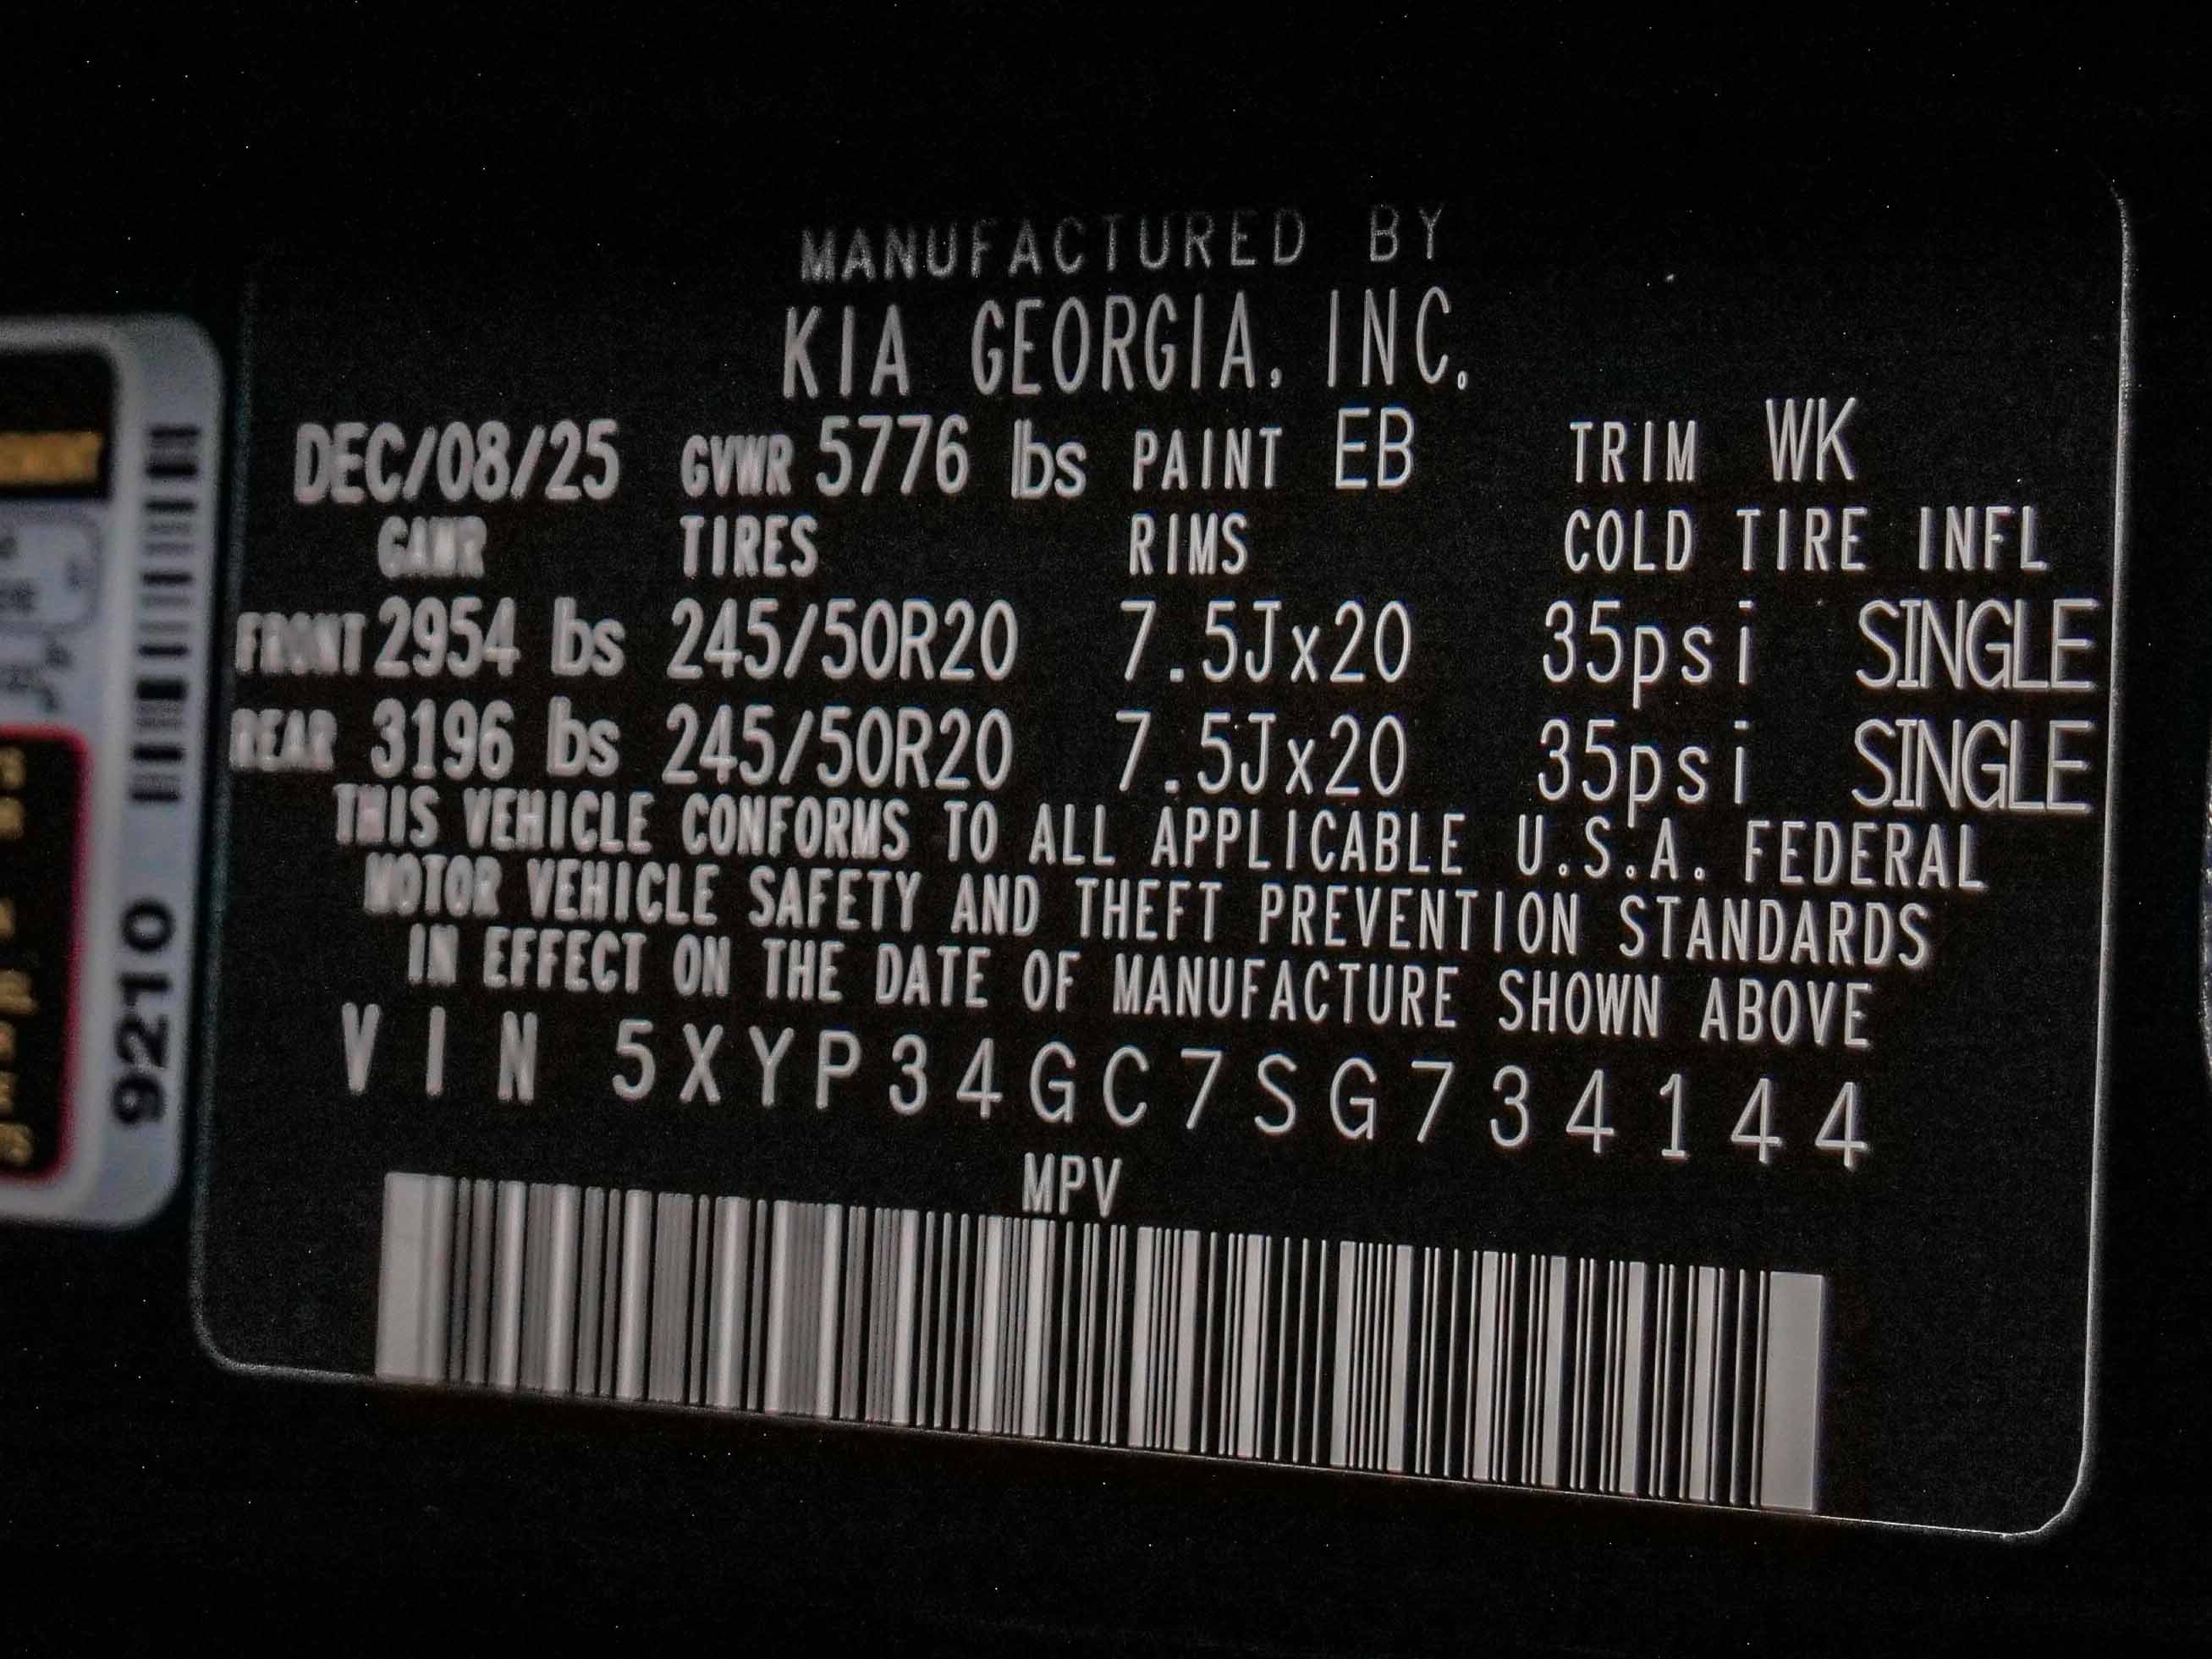 MANUFACTURED BY
KIA GEORGIA, INC.
DEC/08/25 GVWR 5776 lbs PAINT EB TRIM WK
GAWR TIRES RIMS COLD TIRE INFL
FRONT 2954 lbs 245/50R20 7.5Jx20 35psi SINGLE
REAR 3196 lbs 245/50R20 7.5Jx20 35psi SINGLE
THIS VEHICLE CONFORMS TO ALL APPLICABLE U.S.A. FEDERAL
MOTOR VEHICLE SAFETY AND THEFT PREVENTION STANDARDS
IN EFFECT ON THE DATE OF MANUFACTURE SHOWN ABOVE
VIN 5XYP34GC7SG734144
MPV
9210